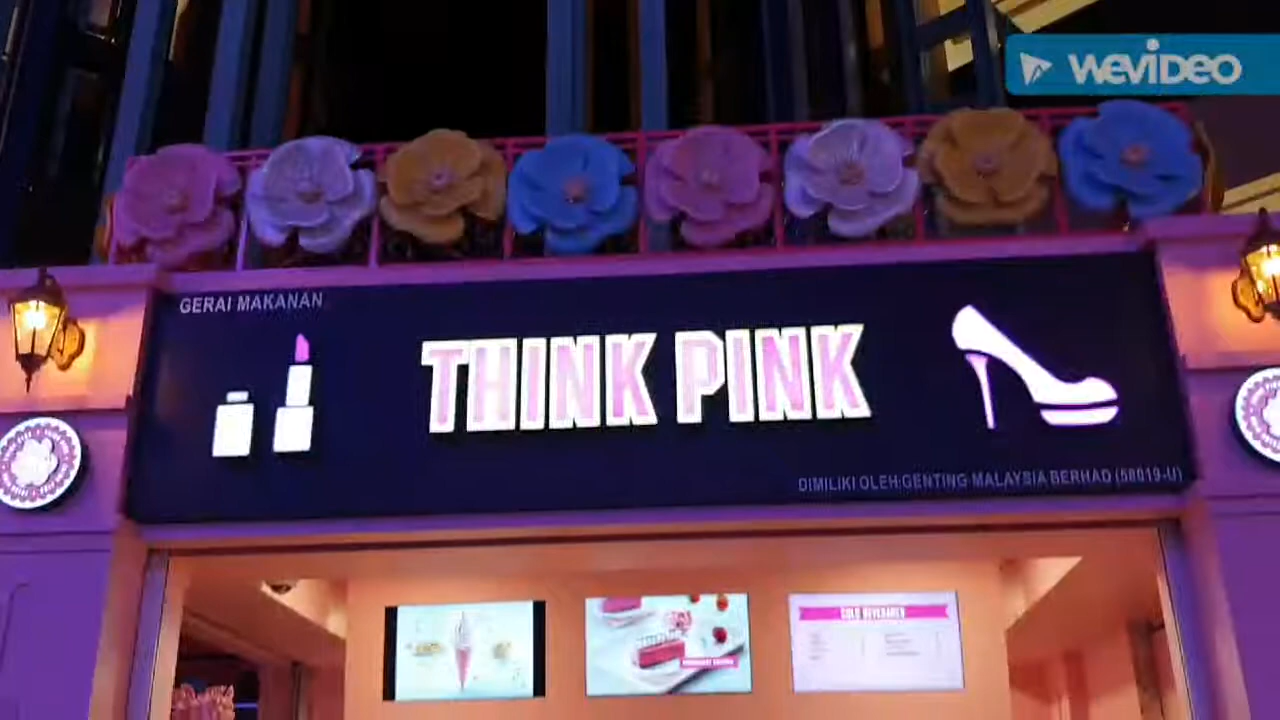 WEVIDEO
GERAI MAKANAN
THINK PINK
DIMILIKI OLEH:GENTING MALAYSIA BERHAD (58019-U)
COLD BEVERAGES